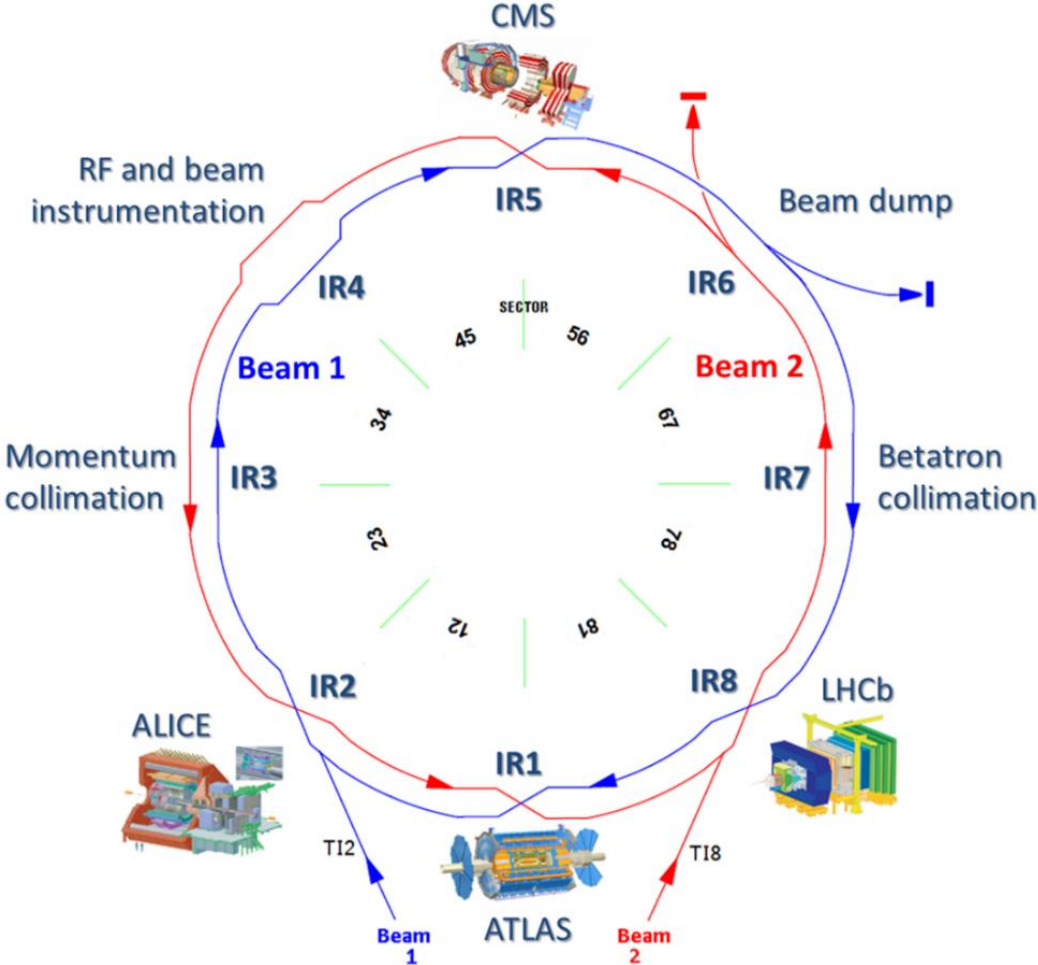 CMS
RF and beam
instrumentation
IR5
Beam dump
IR4
IR6
SECTOR
45
56
Beam 1
Beam 2
34
67
Momentum
collimation
IR3
IR7
Betatron
collimation
23
78
12
81
IR2
IR8
LHCb
ALICE
IR1
TI2
TI8
ATLAS
Beam
1
Beam
2